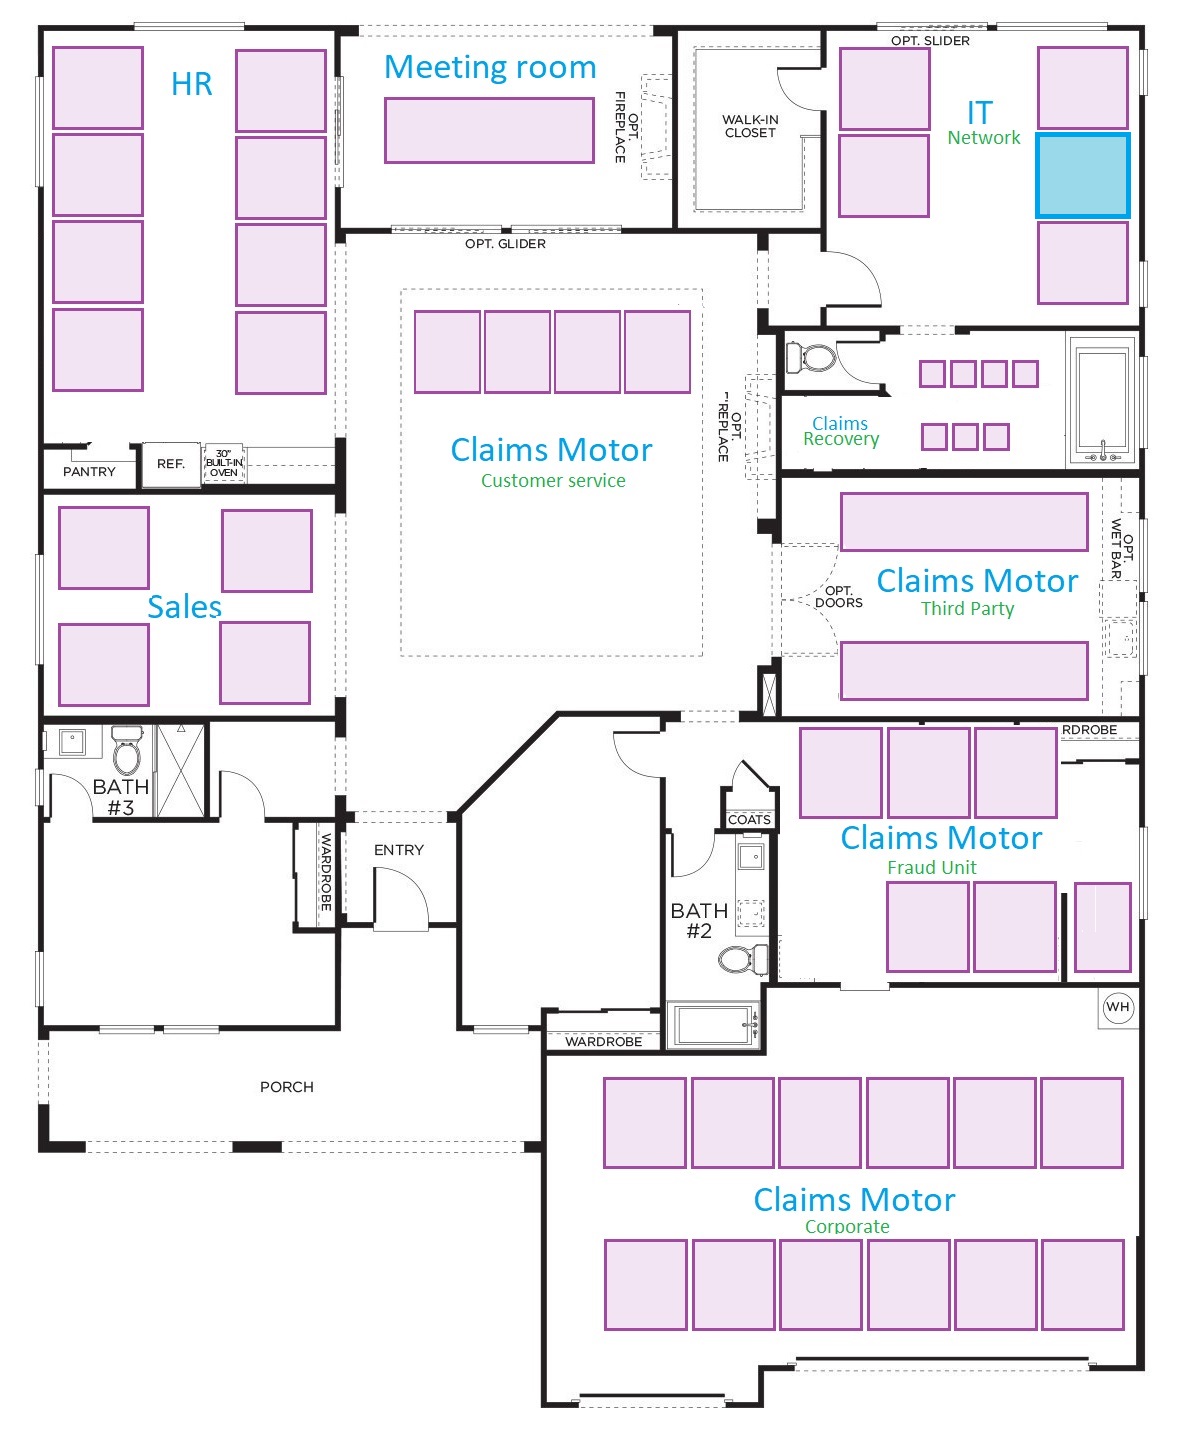 OPT. SLIDER
HR
Meeting room
OPT.
FIREPLACE
WALK-IN
CLOSET
IT
Network
OPT. GLIDER
Claims Motor
Customer service
OPT.
Claims
Recovery
PANTRY
REF.
30"
BUILT-IN
OVEN
Sales
OPT.
DOORS
Claims Motor
Third Party
OPT.
WET BAR
BATH
#3
WARDROBE
ENTRY
COATS
RDROBE
Claims Motor
Fraud Unit
BATH
#2
WARDROBE
WH
PORCH
Claims Motor
Corporate